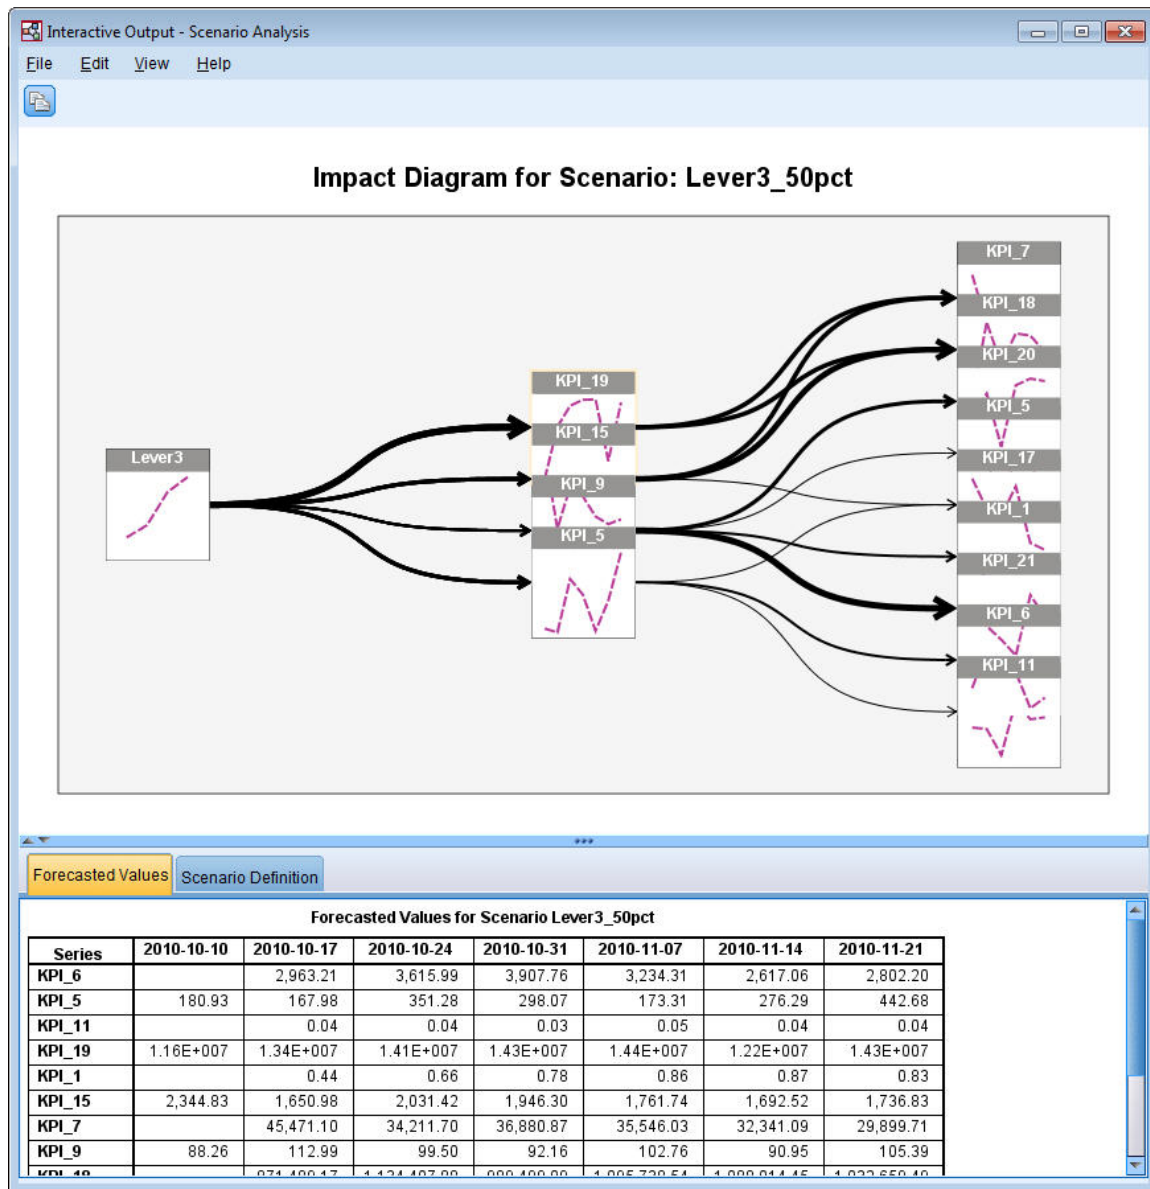 Interactive Output - Scenario Analysis
File Edit View Help
Impact Diagram for Scenario: Lever3_50pct
KPI_7
KPI_18
KPI_20
KPI_19
KPI_5
KPI_15
Lever3
KPI_17
KPI_9
KPI_1
KPI_5
KPI_21
KPI_6
KPI_11
Forecasted Values Scenario Definition
Forecasted Values for Scenario Lever3_50pct
Series 2010-10-10 2010-10-17 2010-10-24 2010-10-31 2010-11-07 2010-11-14 2010-11-21
KPI_6 2,963.21 3,615.99 3,907.76 3,234.31 2,617.06 2,802.20
KPI_5 180.93 167.98 351.28 298.07 173.31 276.29 442.68
KPI_11 0.04 0.04 0.03 0.05 0.04 0.04
KPI_19 1.16E+007 1.34E+007 1.41E+007 1.43E+007 1.44E+007 1.22E+007 1.43E+007
KPI_1 0.44 0.66 0.78 0.86 0.87 0.83
KPI_15 2,344.83 1,650.98 2,031.42 1,946.30 1,761.74 1,692.52 1,736.83
KPI_7 45,471.10 34,211.70 36,880.87 35,546.03 32,341.09 29,899.71
KPI_9 88.26 112.99 99.50 92.16 102.76 90.95 105.39
KPI_18